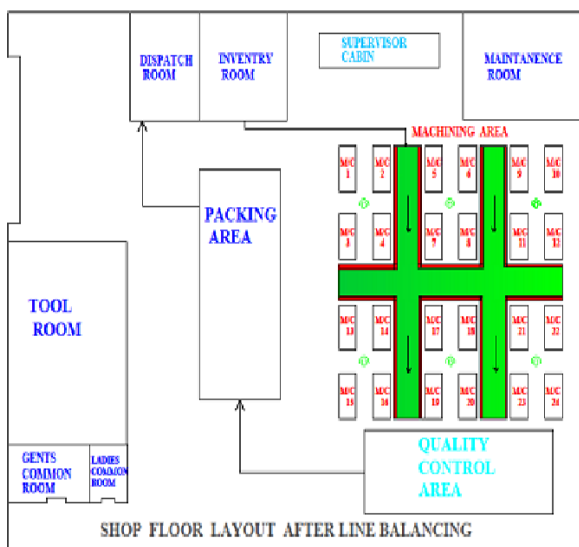 DISPATCH
ROOM
INVENTRY
ROOM
SUPERVISOR
CABIN
MAINTANENCE
ROOM
MACHINING AREA
M/C
1
M/C
2
M/C
5
M/C
6
M/C
9
M/C
10
M/C
3
M/C
4
M/C
7
M/C
8
M/C
11
M/C
12
PACKING
AREA
TOOL
ROOM
M/C
13
M/C
14
M/C
17
M/C
18
M/C
21
M/C
22
M/C
15
M/C
16
M/C
19
M/C
20
M/C
23
M/C
24
GENTS
COMMON
ROOM
LADIES
COMMON
ROOM
QUALITY
CONTROL
AREA
SHOP FLOOR LAYOUT AFTER LINE BALANCING